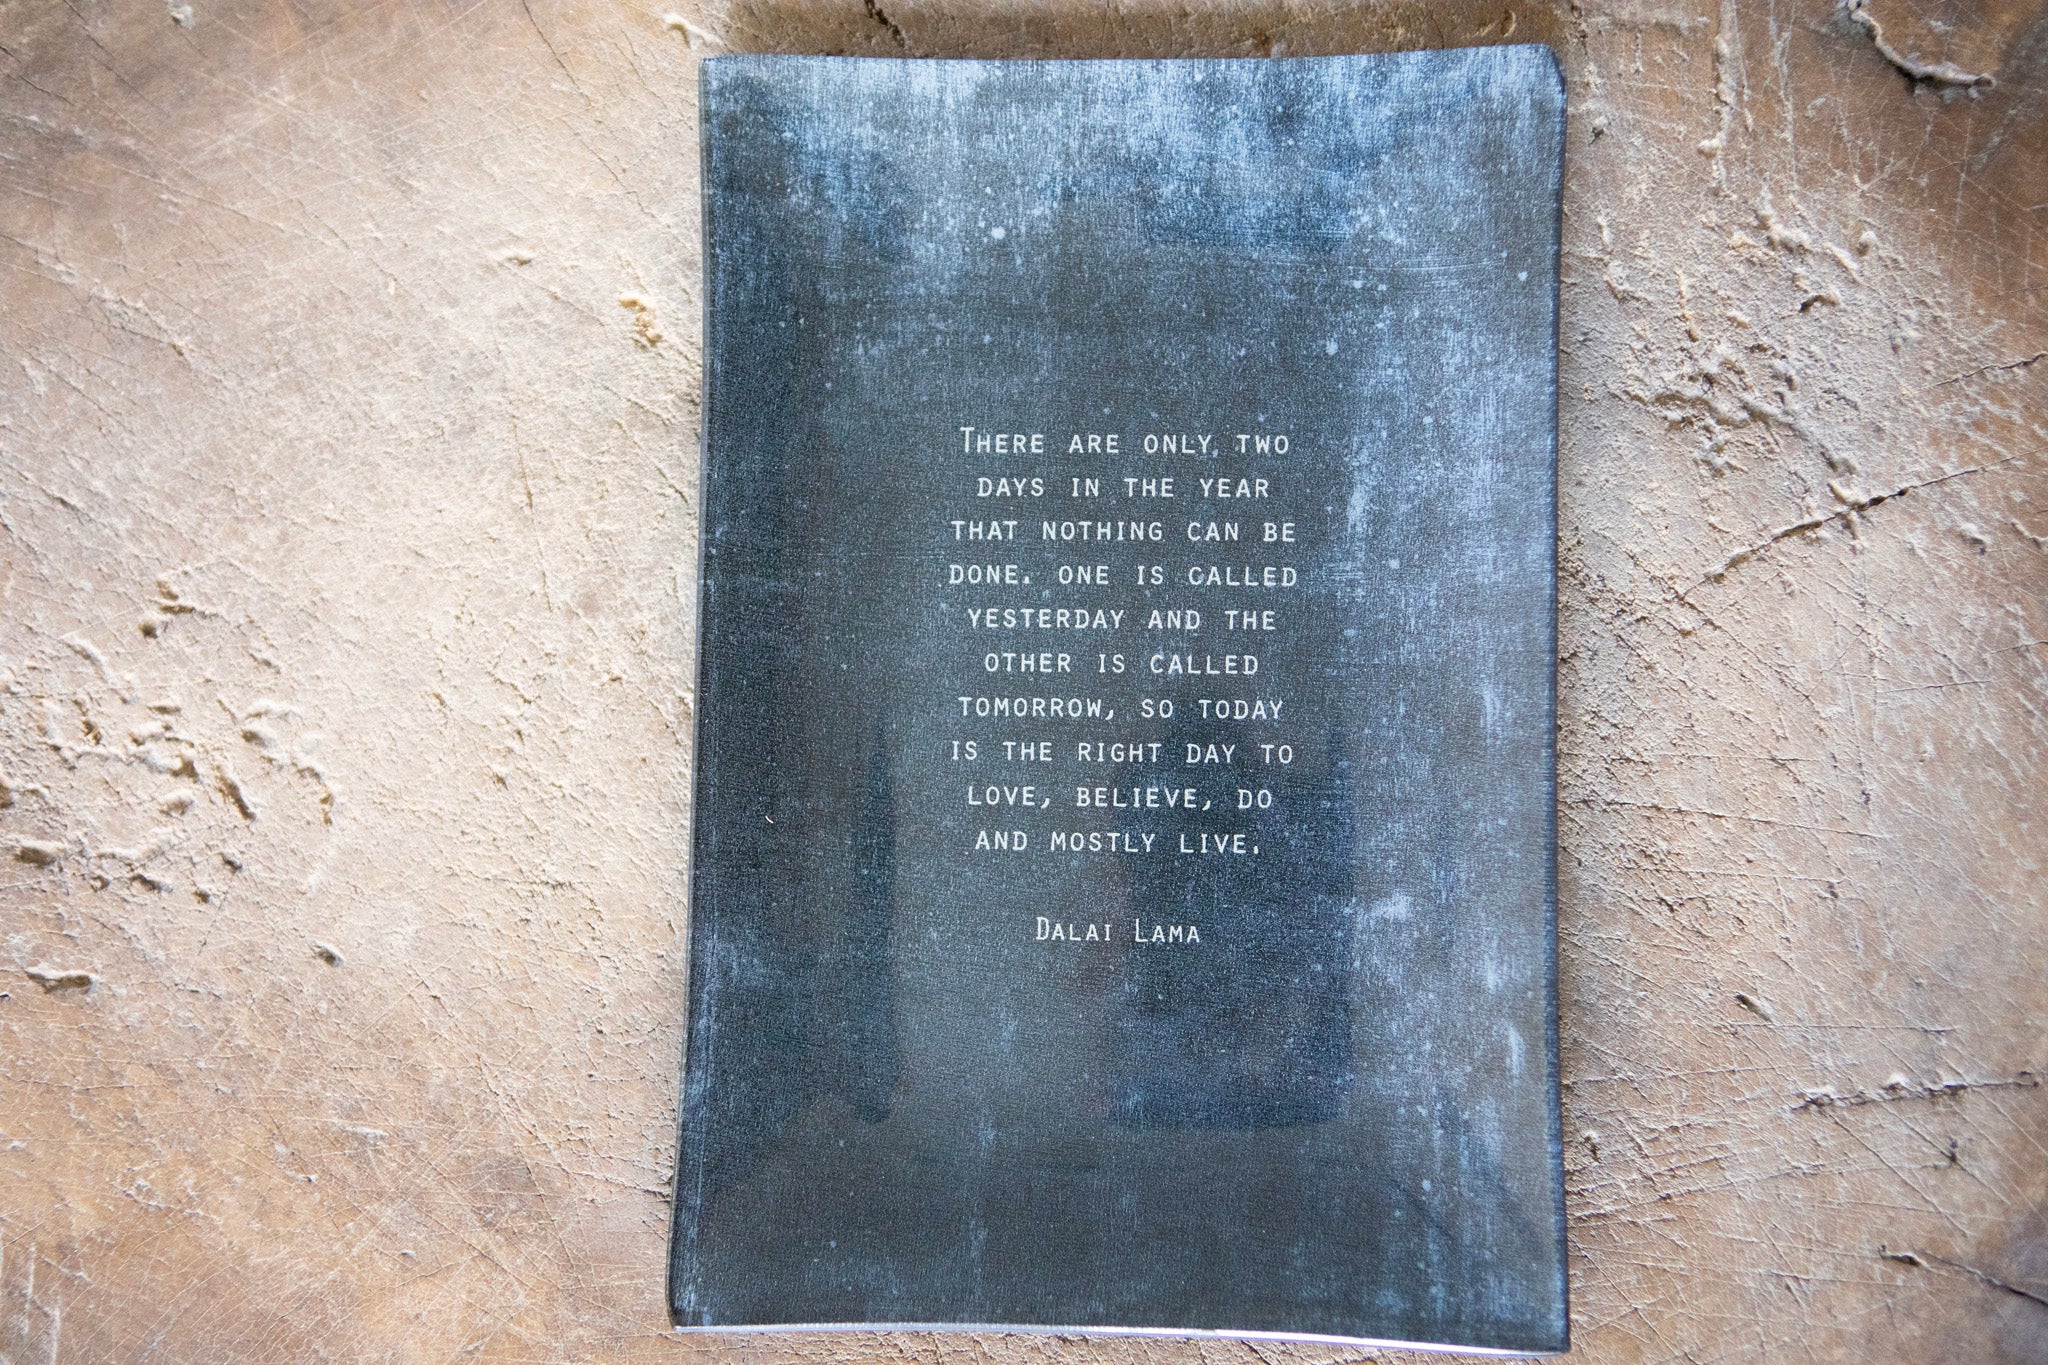 There are only two
days in the year
that nothing can be
done. One is called
yesterday and the
other is called
tomorrow, so today
is the right day to
love, believe, do
and mostly live.
Dalai Lama